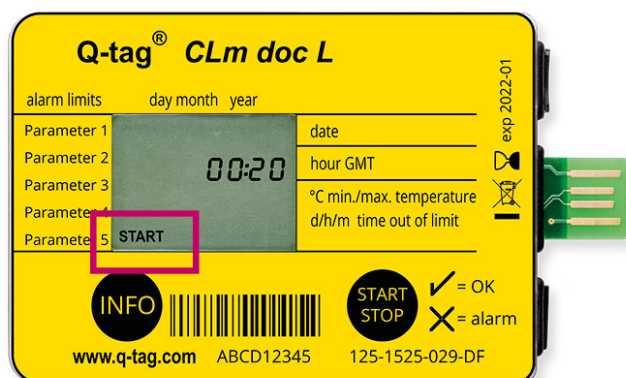 Q-tag® CLm doc L
alarm limits day month year
exp 2022-01
Parameter 1
date
Parameter 2
00:20
hour GMT
Parameter 3
°C min./max. temperature
Parameter 4
d/h/m time out of limit
Parameter 5
START
INFO
START
STOP
= OK
= alarm
www.q-tag.com ABCD12345 125-1525-029-DF